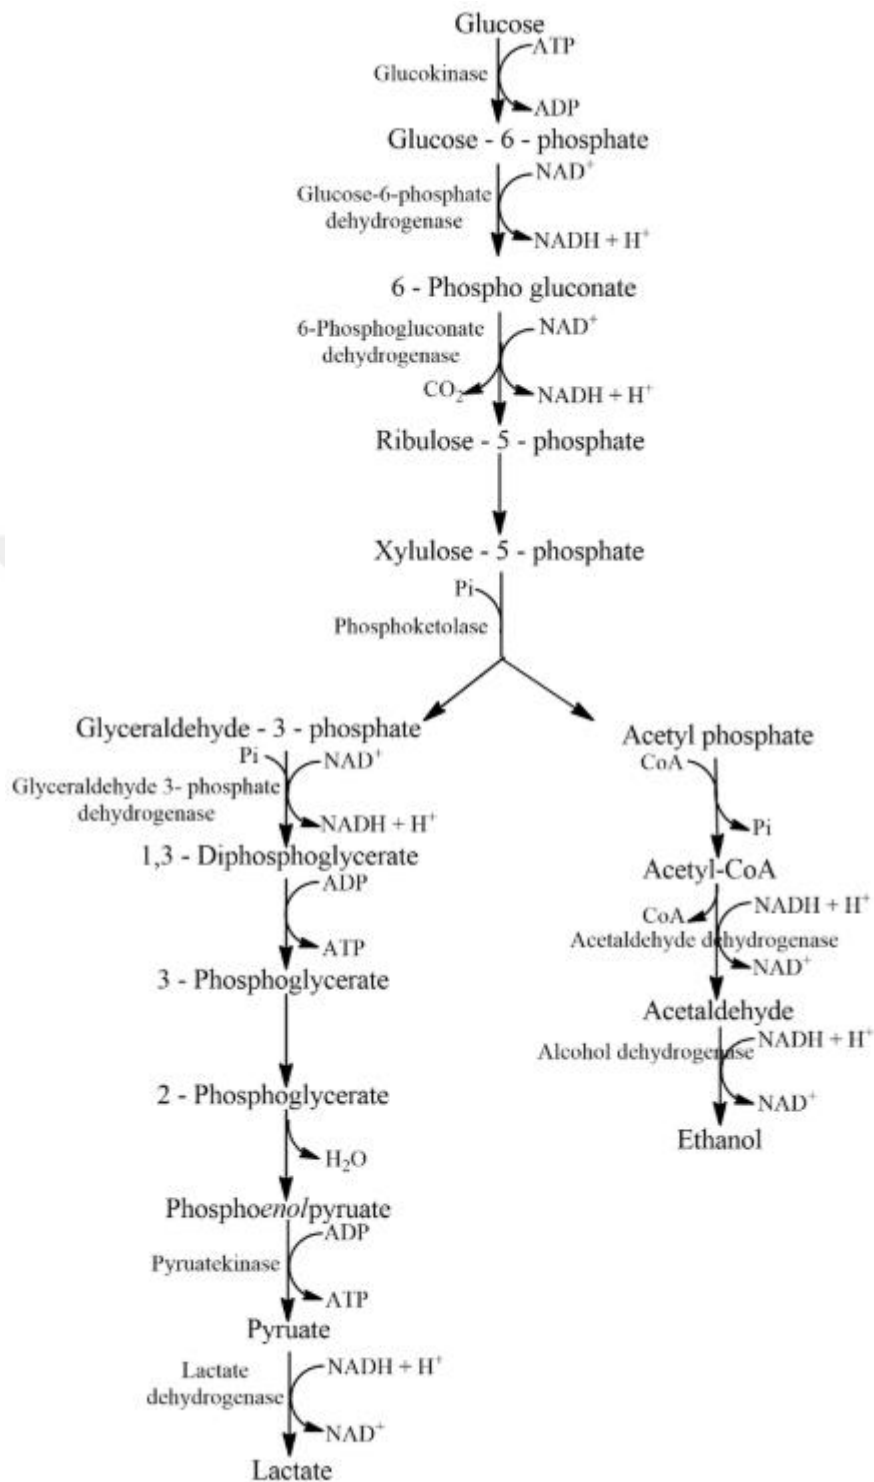 Glucose
ATP
Glucokinase
ADP
Glucose - 6 - phosphate
NAD⁺
Glucose-6-phosphate
dehydrogenase
NADH + H⁺
6 - Phospho gluconate
6-Phosphogluconate
dehydrogenase
NAD⁺
CO₂
NADH + H⁺
Ribulose - 5 - phosphate
Xylulose - 5 - phosphate
Pi
Phosphoketolase
Glyceraldehyde - 3 - phosphate
Pi
NAD⁺
Glyceraldehyde 3- phosphate
dehydrogenase
NADH + H⁺
1,3 - Diphosphoglycerate
ADP
ATP
3 - Phosphoglycerate
2 - Phosphoglycerate
H₂O
Phosphoenolpyruate
ADP
Pyruatekinase
ATP
Pyruate
NADH + H⁺
Lactate
dehydrogenase
NAD⁺
Lactate
Acetyl phosphate
CoA
Pi
Acetyl-CoA
CoA
NADH + H⁺
Acetaldehyde dehydrogenase
NAD⁺
Acetaldehyde
NADH + H⁺
Alcohol dehydrogenase
NAD⁺
Ethanol